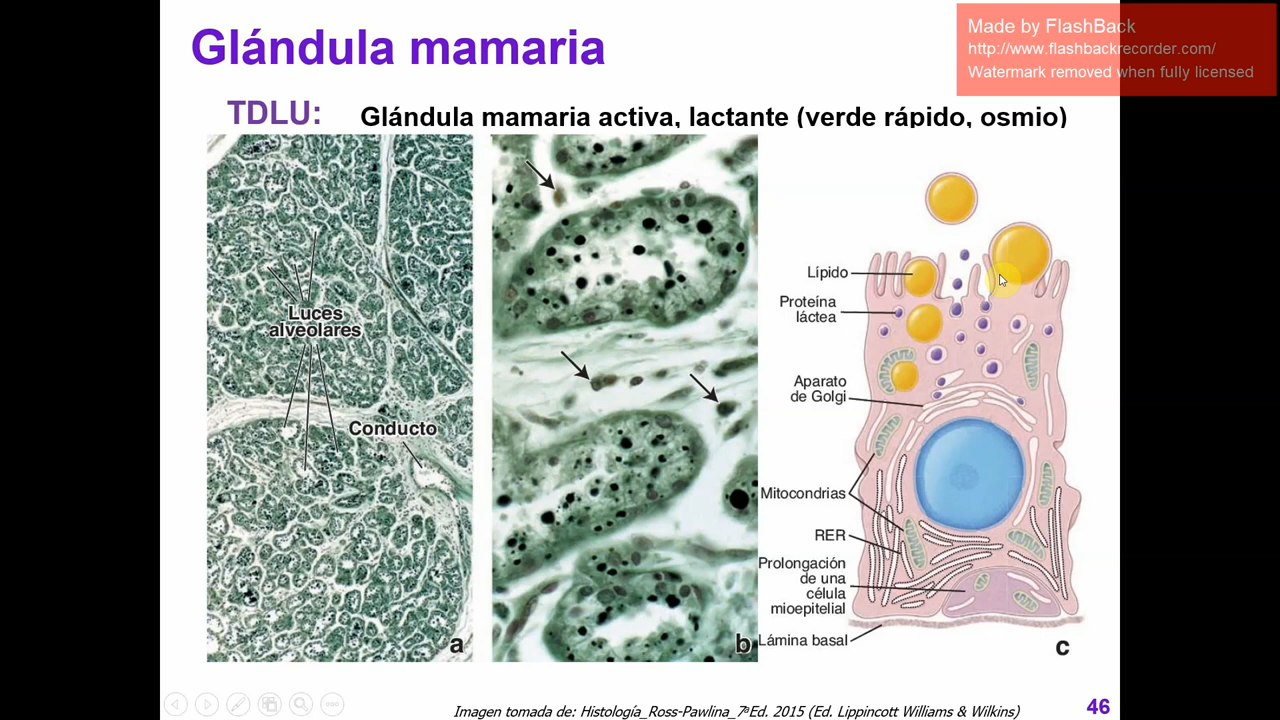 Glándula mamaria
Made by FlashBack
http://www.flashbackrecorder.com/
Watermark removed when fully licensed
TDLU: Glándula mamaria activa, lactante (verde rápido, osmio)
Luces
alveolares
Conducto
a
b
Lípido
Proteína
láctea
Aparato
de Golgi
Mitocondrias
RER
Prolongación
de una
célula
mioepitelial
Lámina basal
c
Imagen tomada de: Histología_Ross-Pawlina_7ªEd. 2015 (Ed. Lippincott Williams & Wilkins)
46